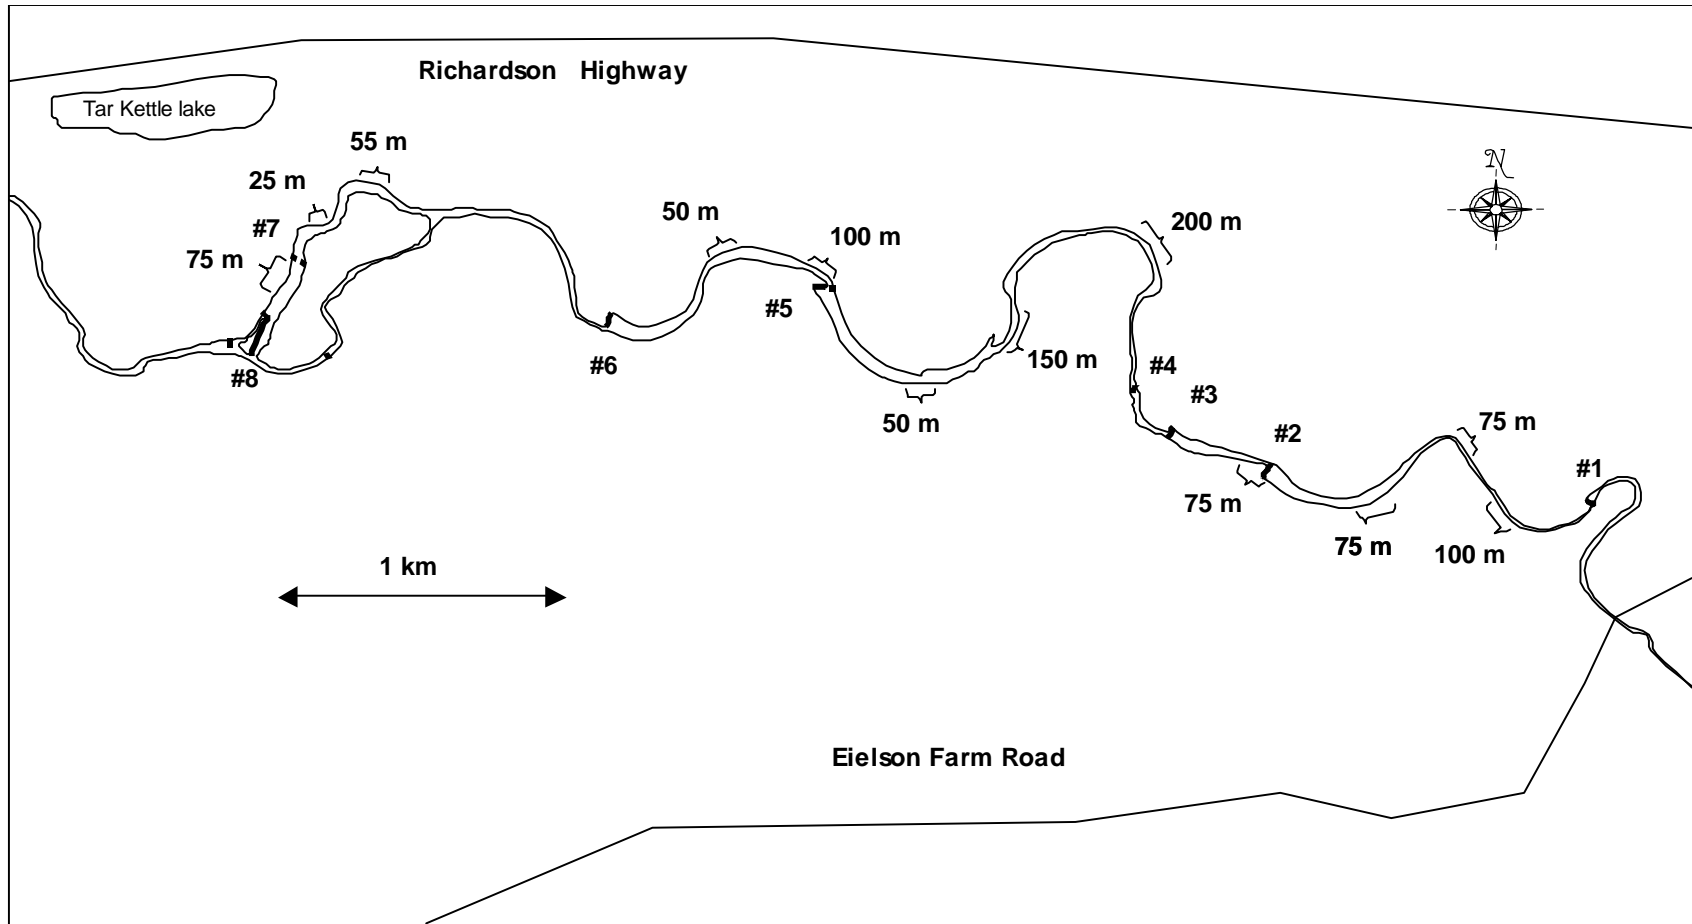 Richardson Highway
Tar Kettle lake
55 m
N
25 m
50 m
200 m
#7
100 m
75 m
#5
#6
150 m
#4
#8
#3
50 m
75 m
#2
#1
75 m
75 m
100 m
1 km
Eielson Farm Road